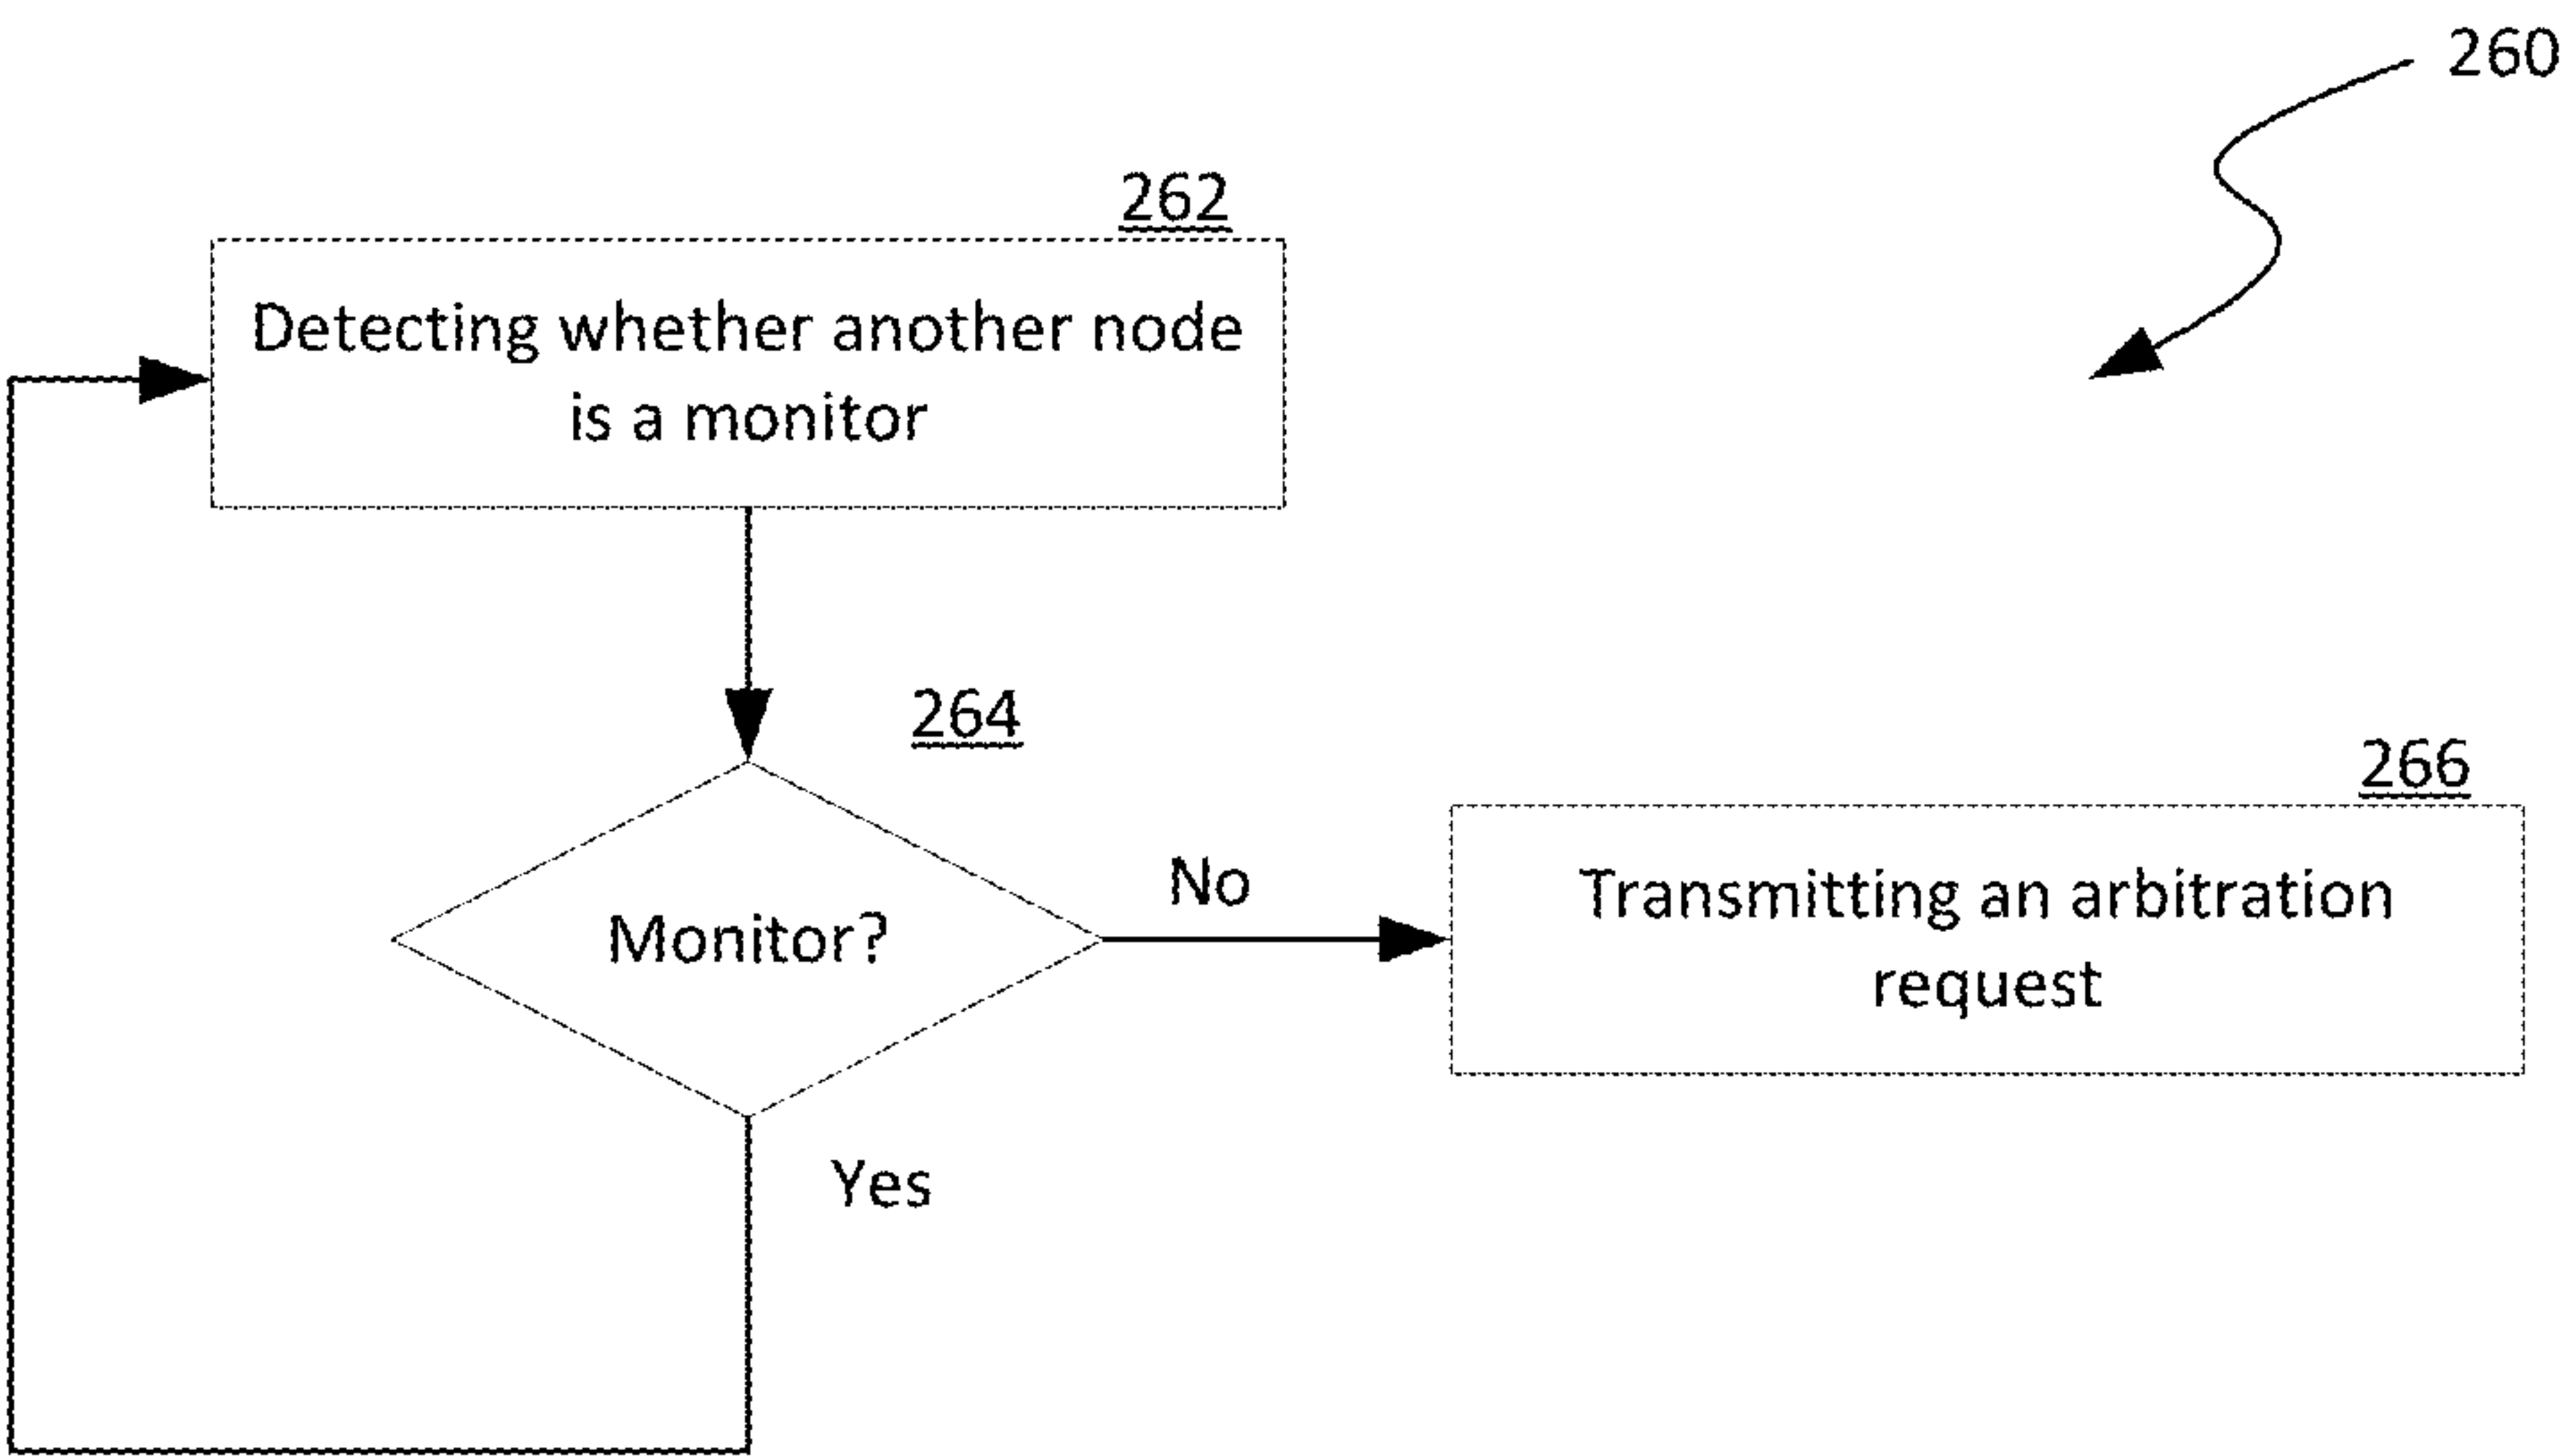 260
262
Detecting whether another node
is a monitor
264
Monitor?
No
266
Transmitting an arbitration
request
Yes